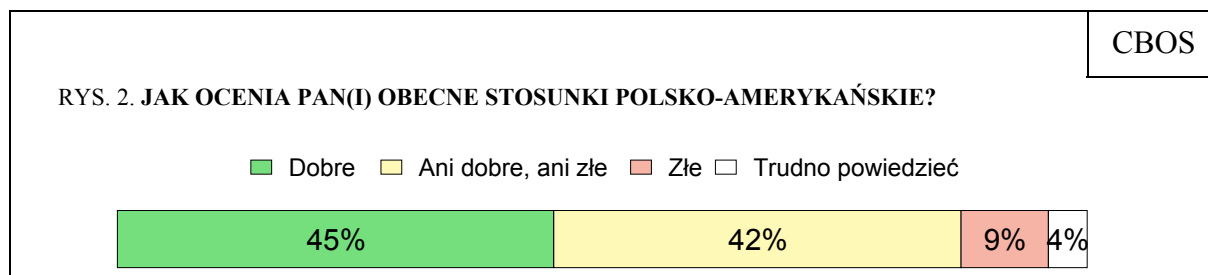 CBOS
RYS. 2. JAK OCENIA PAN(I) OBECNE STOSUNKI POLSKO-AMERYKAŃSKIE?
Dobre Ani dobre, ani złe Złe Trudno powiedzieć
45% 42% 9% 4%